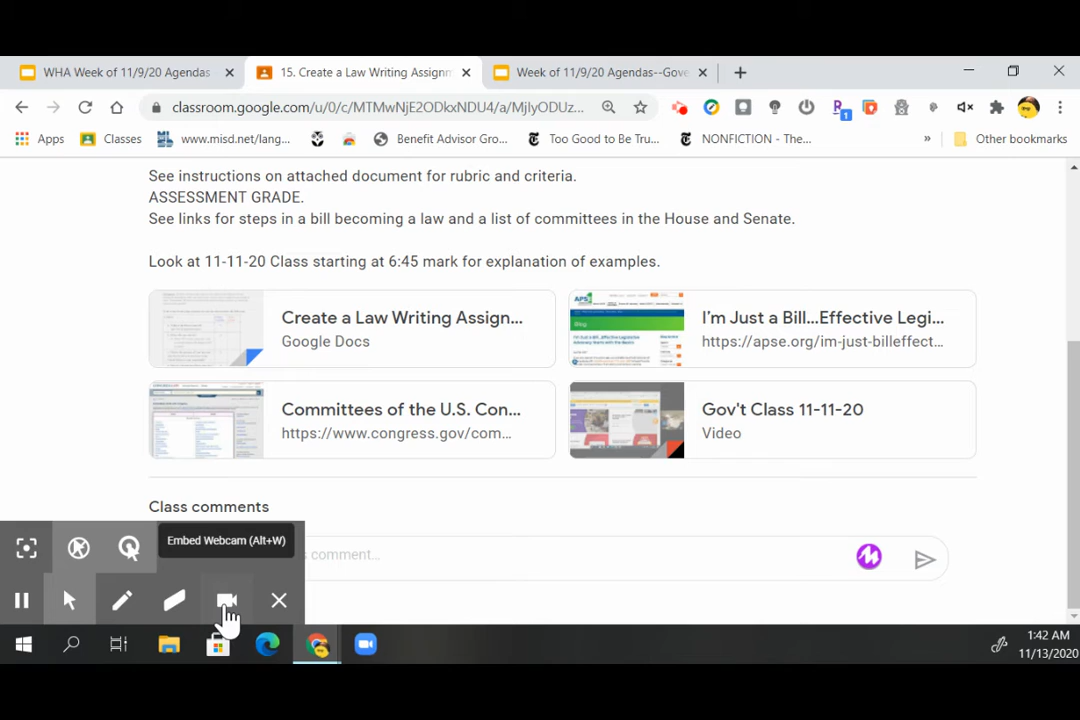 WHA Week of 11/9/20 Agendas
15. Create a Law Writing Assignm
Week of 11/9/20 Agendas--Gove
classroom.google.com/u/0/c/MTMwNjE2ODkxNDU4/a/MjIyODUz...
R
1
Apps
Classes
www.misd.net/lang...
Benefit Advisor Gro...
Too Good to Be Tru...
NONFICTION - The...
»
Other bookmarks
See instructions on attached document for rubric and criteria.
ASSESSMENT GRADE.
See links for steps in a bill becoming a law and a list of committees in the House and Senate.
Look at 11-11-20 Class starting at 6:45 mark for explanation of examples.
Create a Law Writing Assign...
Google Docs
I'm Just a Bill...Effective Legi...
https://apse.org/im-just-billeffect...
Committees of the U.S. Con...
https://www.congress.gov/com...
Gov't Class 11-11-20
Video
Class comments
Embed Webcam (Alt+W)
comment...
1:42 AM
11/13/2020